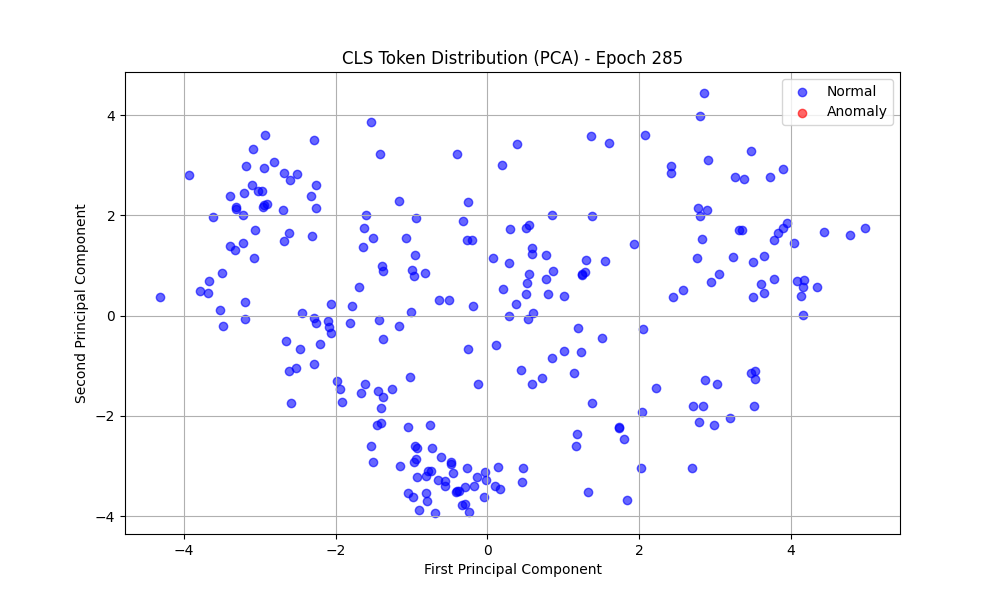 CLS Token Distribution (PCA) - Epoch 285
Normal
Anomaly
Second Principal Component
4
2
0
−2
−4
−4
−2
0
2
4
First Principal Component